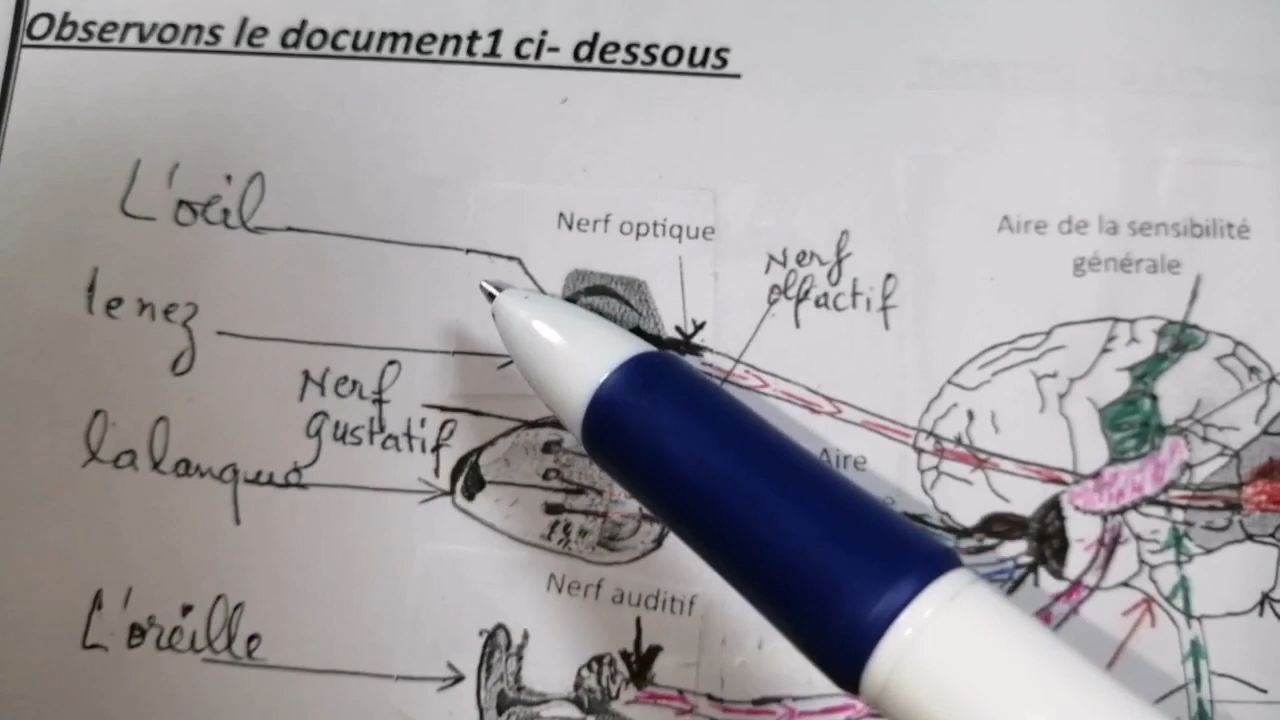 Observons le document1 ci- dessous
L'œil
Nerf optique
Nerf
olfactif
Aire de la sensibilité
générale
le nez
Nerf
gustatif
la langue
Aire
Nerf auditif
L'oreille